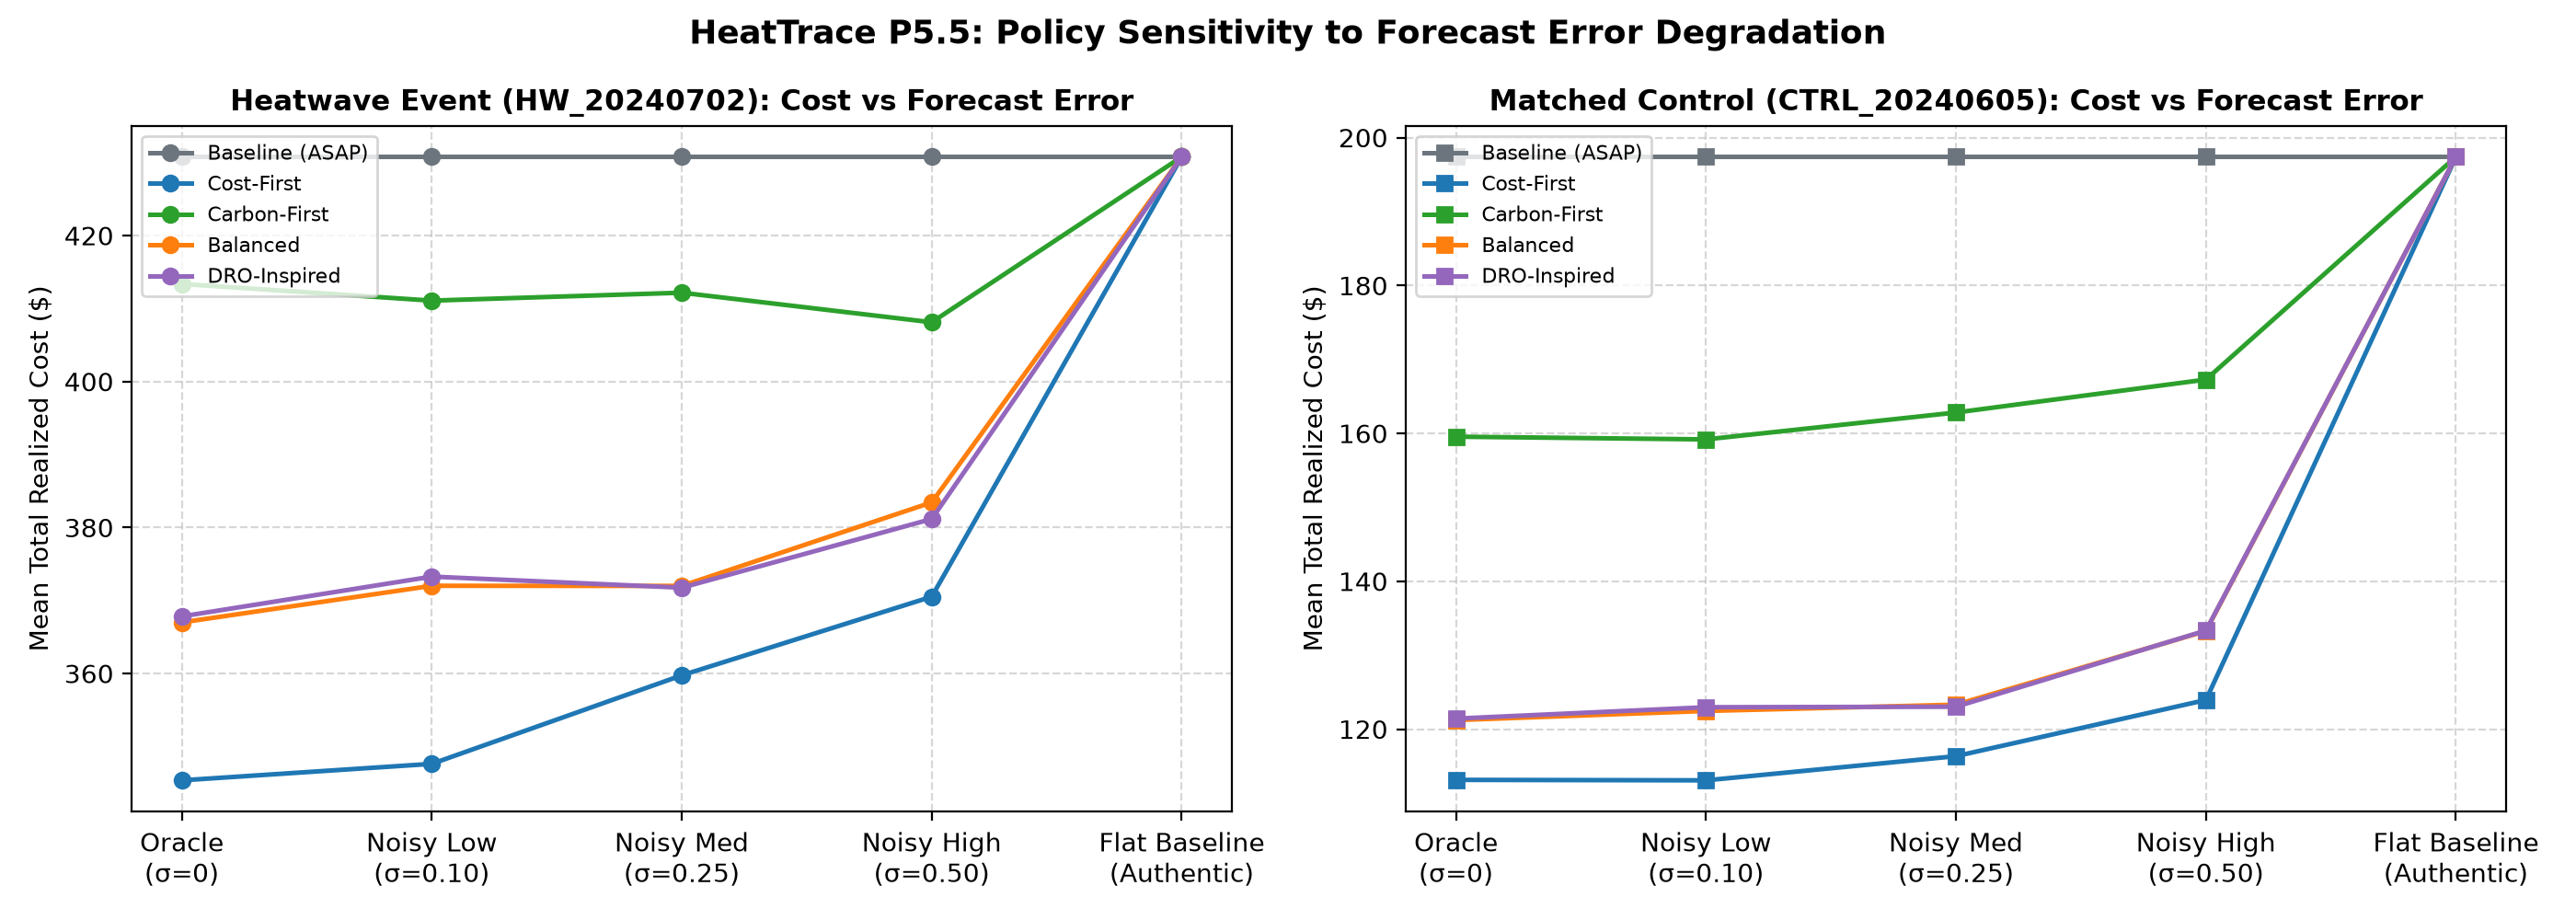 HeatTrace P5.5: Policy Sensitivity to Forecast Error Degradation
Heatwave Event (HW_20240702): Cost vs Forecast Error
Mean Total Realized Cost ($)
420
400
380
360
Baseline (ASAP)
Cost-First
Carbon-First
Balanced
DRO-Inspired
Oracle
(σ=0)
Noisy Low
(σ=0.10)
Noisy Med
(σ=0.25)
Noisy High
(σ=0.50)
Flat Baseline
(Authentic)
Matched Control (CTRL_20240605): Cost vs Forecast Error
Mean Total Realized Cost ($)
200
180
160
140
120
Baseline (ASAP)
Cost-First
Carbon-First
Balanced
DRO-Inspired
Oracle
(σ=0)
Noisy Low
(σ=0.10)
Noisy Med
(σ=0.25)
Noisy High
(σ=0.50)
Flat Baseline
(Authentic)